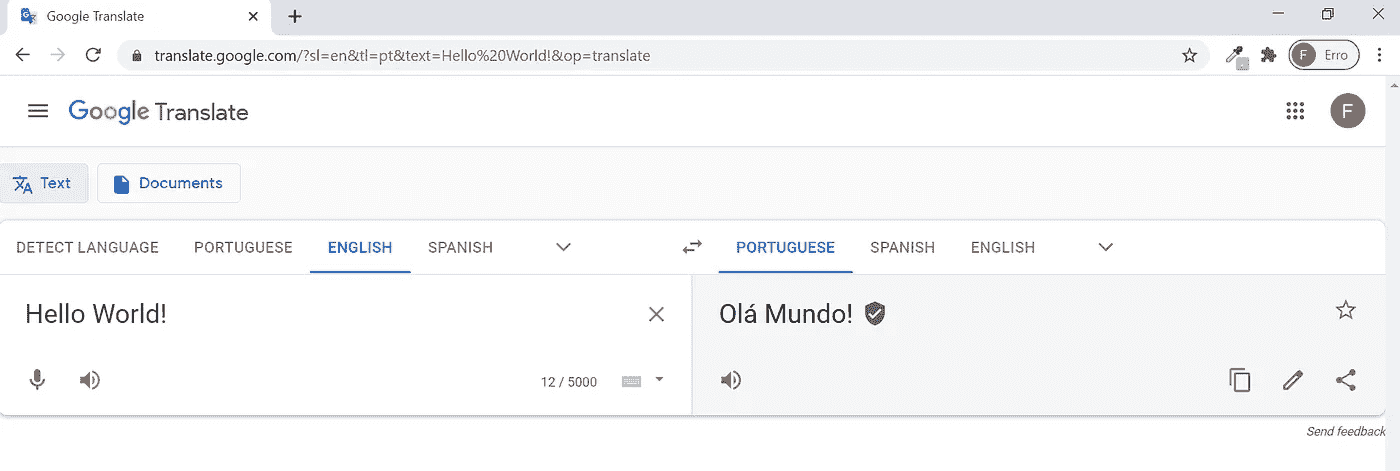 Google Translate
translate.google.com/?sl=en&tl=pt&text=Hello%20World!&op=translate
F Erro
Google Translate
F
Text Documents
DETECT LANGUAGE PORTUGUESE ENGLISH SPANISH PORTUGUESE SPANISH ENGLISH
Hello World! Olá Mundo!
12 / 5000
Send feedback